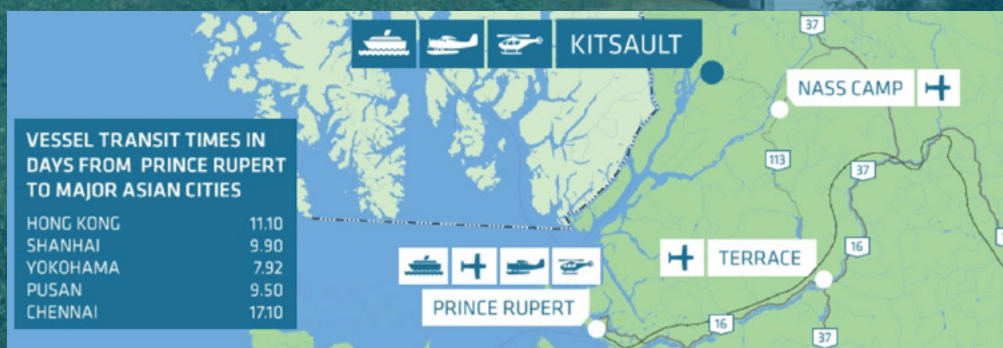 KITSAULT
37
NASS CAMP
VESSEL TRANSIT TIMES IN
DAYS FROM PRINCE RUPERT
TO MAJOR ASIAN CITIES
HONG KONG 11.10
SHANHAI 9.90
YOKOHAMA 7.92
PUSAN 9.50
CHENNAI 17.10
113
37
16
TERRACE
PRINCE RUPERT
16
37